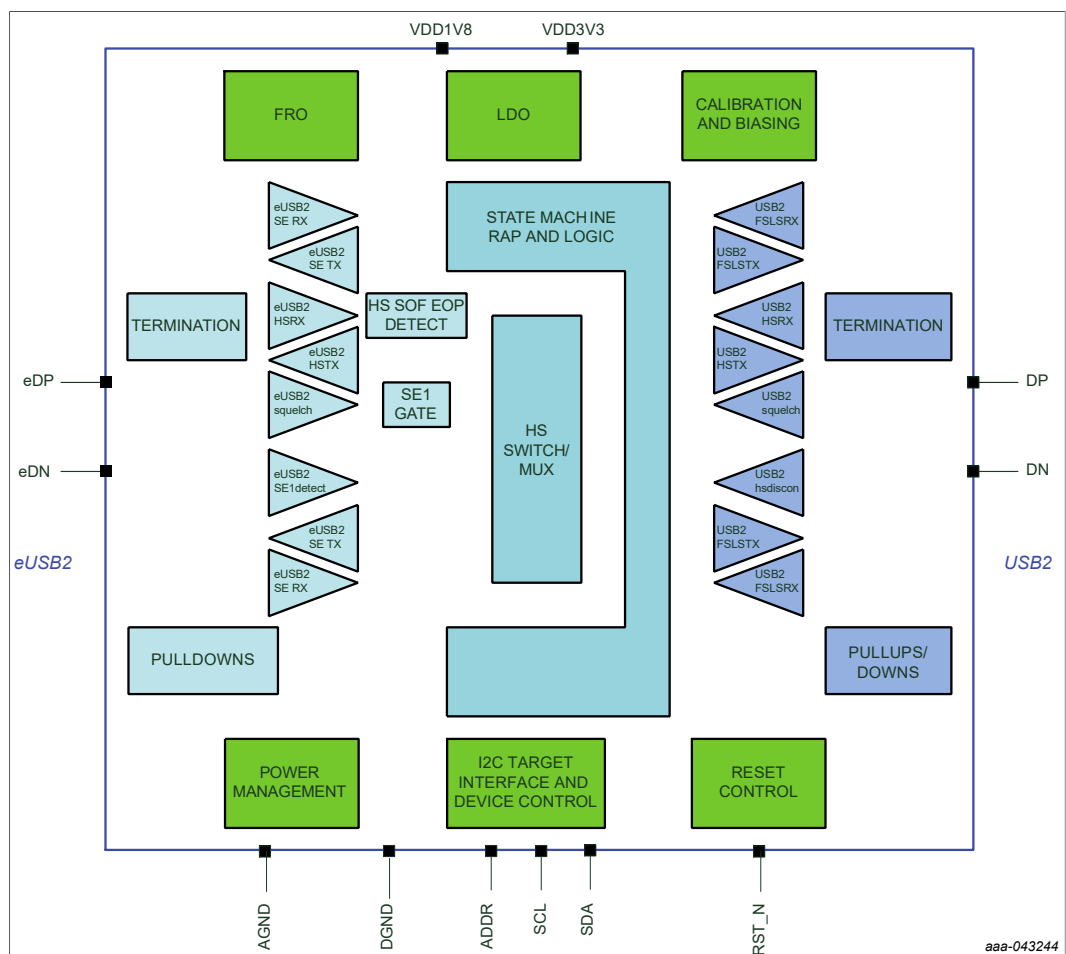 VDD1V8
VDD3V3
FRO
LDO
CALIBRATION
AND BIASING
eUSB2
SE RX
eUSB2
SE TX
eUSB2
HSRX
eUSB2
HSTX
eUSB2
squelch
eUSB2
SE1detect
eUSB2
SE TX
eUSB2
SE RX
TERMINATION
HS SOF EOP
DETECT
SE1
GATE
STATE MACHINE
RAP AND LOGIC
HS
SWITCH/
MUX
USB2
FSLSRX
USB2
FSLSTX
USB2
HSRX
USB2
HSTX
USB2
squelch
USB2
hsdiscon
USB2
FSLSTX
USB2
FSLSRX
TERMINATION
eDP
eDN
eUSB2
DP
DN
USB2
PULLDOWNS
PULLUPS/
DOWNS
POWER
MANAGEMENT
I2C TARGET
INTERFACE AND
DEVICE CONTROL
RESET
CONTROL
AGND
DGND
ADDR
SCL
SDA
RST_N
aaa-043244